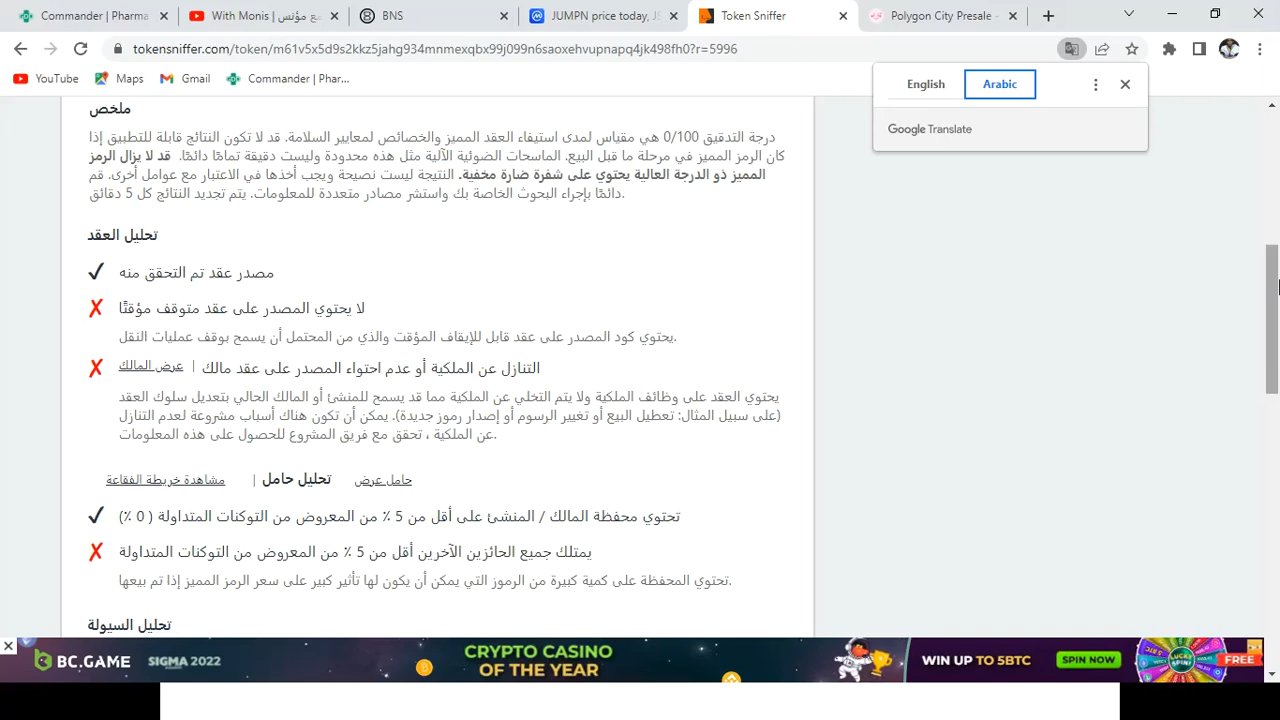 Commander | Pharma
With Monis | مع مؤنس
BNS
JUMPN price today, JS
Token Sniffer
Polygon City Presale -
tokensniffer.com/token/m61v5x5d9s2kkz5jahg934mnmexqbx99j099n6saoxehvupnapq4jk498fh0?r=5996
YouTube
Maps
Gmail
Commander | Phar...
English
Arabic
Google Translate
ملخص
درجة التدقيق 0/100 هي مقياس لمدى استيفاء العقد المميز والخصائص لمعايير السلامة. قد لا تكون النتائج قابلة للتطبيق إذا
كان الرمز المميز في مرحلة ما قبل البيع. الماسحات الضوئية الآلية مثل هذه محدودة وليست دقيقة تمامًا دائمًا. قد لا يزال الرمز
المميز ذو الدرجة العالية يحتوي على شفرة ضارة مخفية. النتيجة ليست نصيحة ويجب أخذها في الاعتبار مع عوامل أخرى. قم
دائمًا بإجراء البحوث الخاصة بك واستشر مصادر متعددة للمعلومات. يتم تجديد النتائج كل 5 دقائق.
تحليل العقد
مصدر عقد تم التحقق منه
لا يحتوي المصدر على عقد متوقف مؤقتًا
يحتوي كود المصدر على عقد قابل للإيقاف المؤقت والذي من المحتمل أن يسمح بوقف عمليات النقل.
التنازل عن الملكية أو عدم احتواء المصدر على عقد مالك | عرض المالك
يحتوي العقد على وظائف الملكية ولا يتم التخلي عن الملكية مما قد يسمح للمنشئ أو المالك الحالي بتعديل سلوك العقد
(على سبيل المثال: تعطيل البيع أو تغيير الرسوم أو إصدار رموز جديدة). يمكن أن تكون هناك أسباب مشروعة لعدم التنازل
عن الملكية ، تحقق مع فريق المشروع للحصول على هذه المعلومات.
حامل عرض تحليل حامل | مشاهدة خريطة الفقاعة
تحتوي محفظة المالك / المنشئ على أقل من 5 ٪ من المعروض من التوكنات المتداولة ( 0 ٪)
يمتلك جميع الحائزين الآخرين أقل من 5 ٪ من المعروض من التوكنات المتداولة
تحتوي المحفظة على كمية كبيرة من الرموز التي يمكن أن يكون لها تأثير كبير على سعر الرمز المميز إذا تم بيعها.
تحليل السيولة
BC.GAME
SIGMA 2022
CRYPTO CASINO
OF THE YEAR
WIN UP TO 5BTC
SPIN NOW
LUCKY
SPIN
FREE